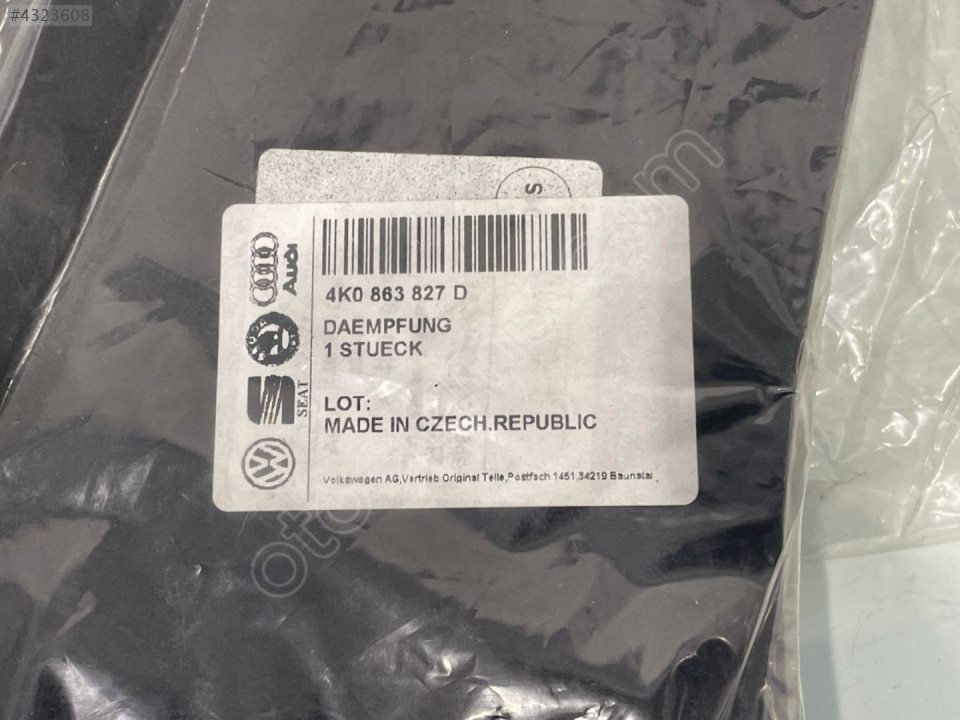 #4323608
S
Audi
SEAT
4K0 863 827 D
DAEMPFUNG
1 STUECK
LOT:
MADE IN CZECH.REPUBLIC
Volkswagen AG,Vertrieb Original Teile,Postfach 1451,34219 Baunatal